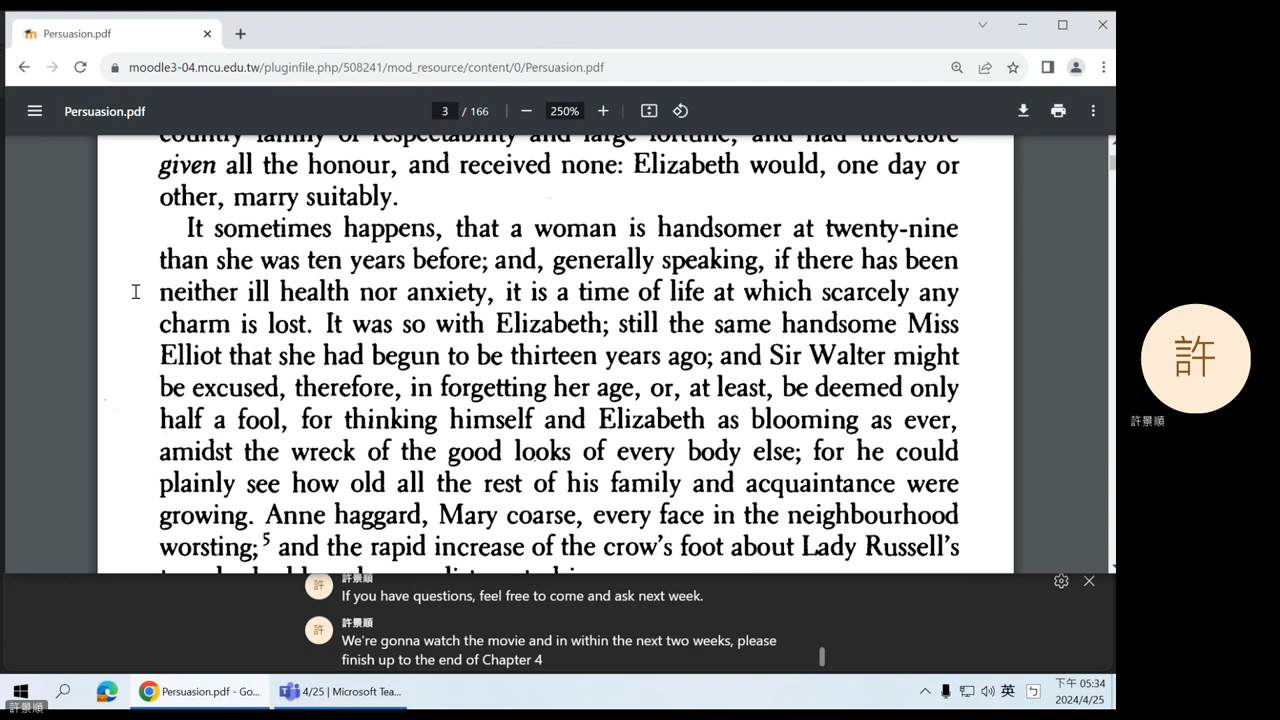 Persuasion.pdf
moodle3-04.mcu.edu.tw/pluginfile.php/508241/mod_resource/content/0/Persuasion.pdf
Persuasion.pdf
3 / 166
250%
country family of respectability and large fortune, and had therefore
given all the honour, and received none: Elizabeth would, one day or
other, marry suitably.
It sometimes happens, that a woman is handsomer at twenty-nine
than she was ten years before; and, generally speaking, if there has been
neither ill health nor anxiety, it is a time of life at which scarcely any
charm is lost. It was so with Elizabeth; still the same handsome Miss
Elliot that she had begun to be thirteen years ago; and Sir Walter might
be excused, therefore, in forgetting her age, or, at least, be deemed only
half a fool, for thinking himself and Elizabeth as blooming as ever,
amidst the wreck of the good looks of every body else; for he could
plainly see how old all the rest of his family and acquaintance were
growing. Anne haggard, Mary coarse, every face in the neighbourhood
worsting;5 and the rapid increase of the crow's foot about Lady Russell's
許
許景順
許景順
許
If you have questions, feel free to come and ask next week.
許景順
許
We're gonna watch the movie and in within the next two weeks, please
finish up to the end of Chapter 4
Persuasion.pdf - Go...
4/25 | Microsoft Tea...
英
ㄅ
下午 05:34
2024/4/25
許景順